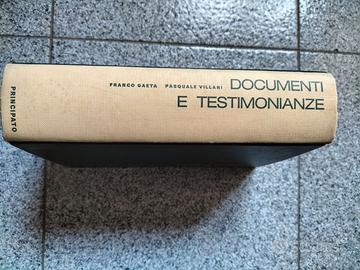 FRANCO GAETA PASQUALE VILLARI DOCUMENTI
E TESTIMONIANZE
PRINCIPATO